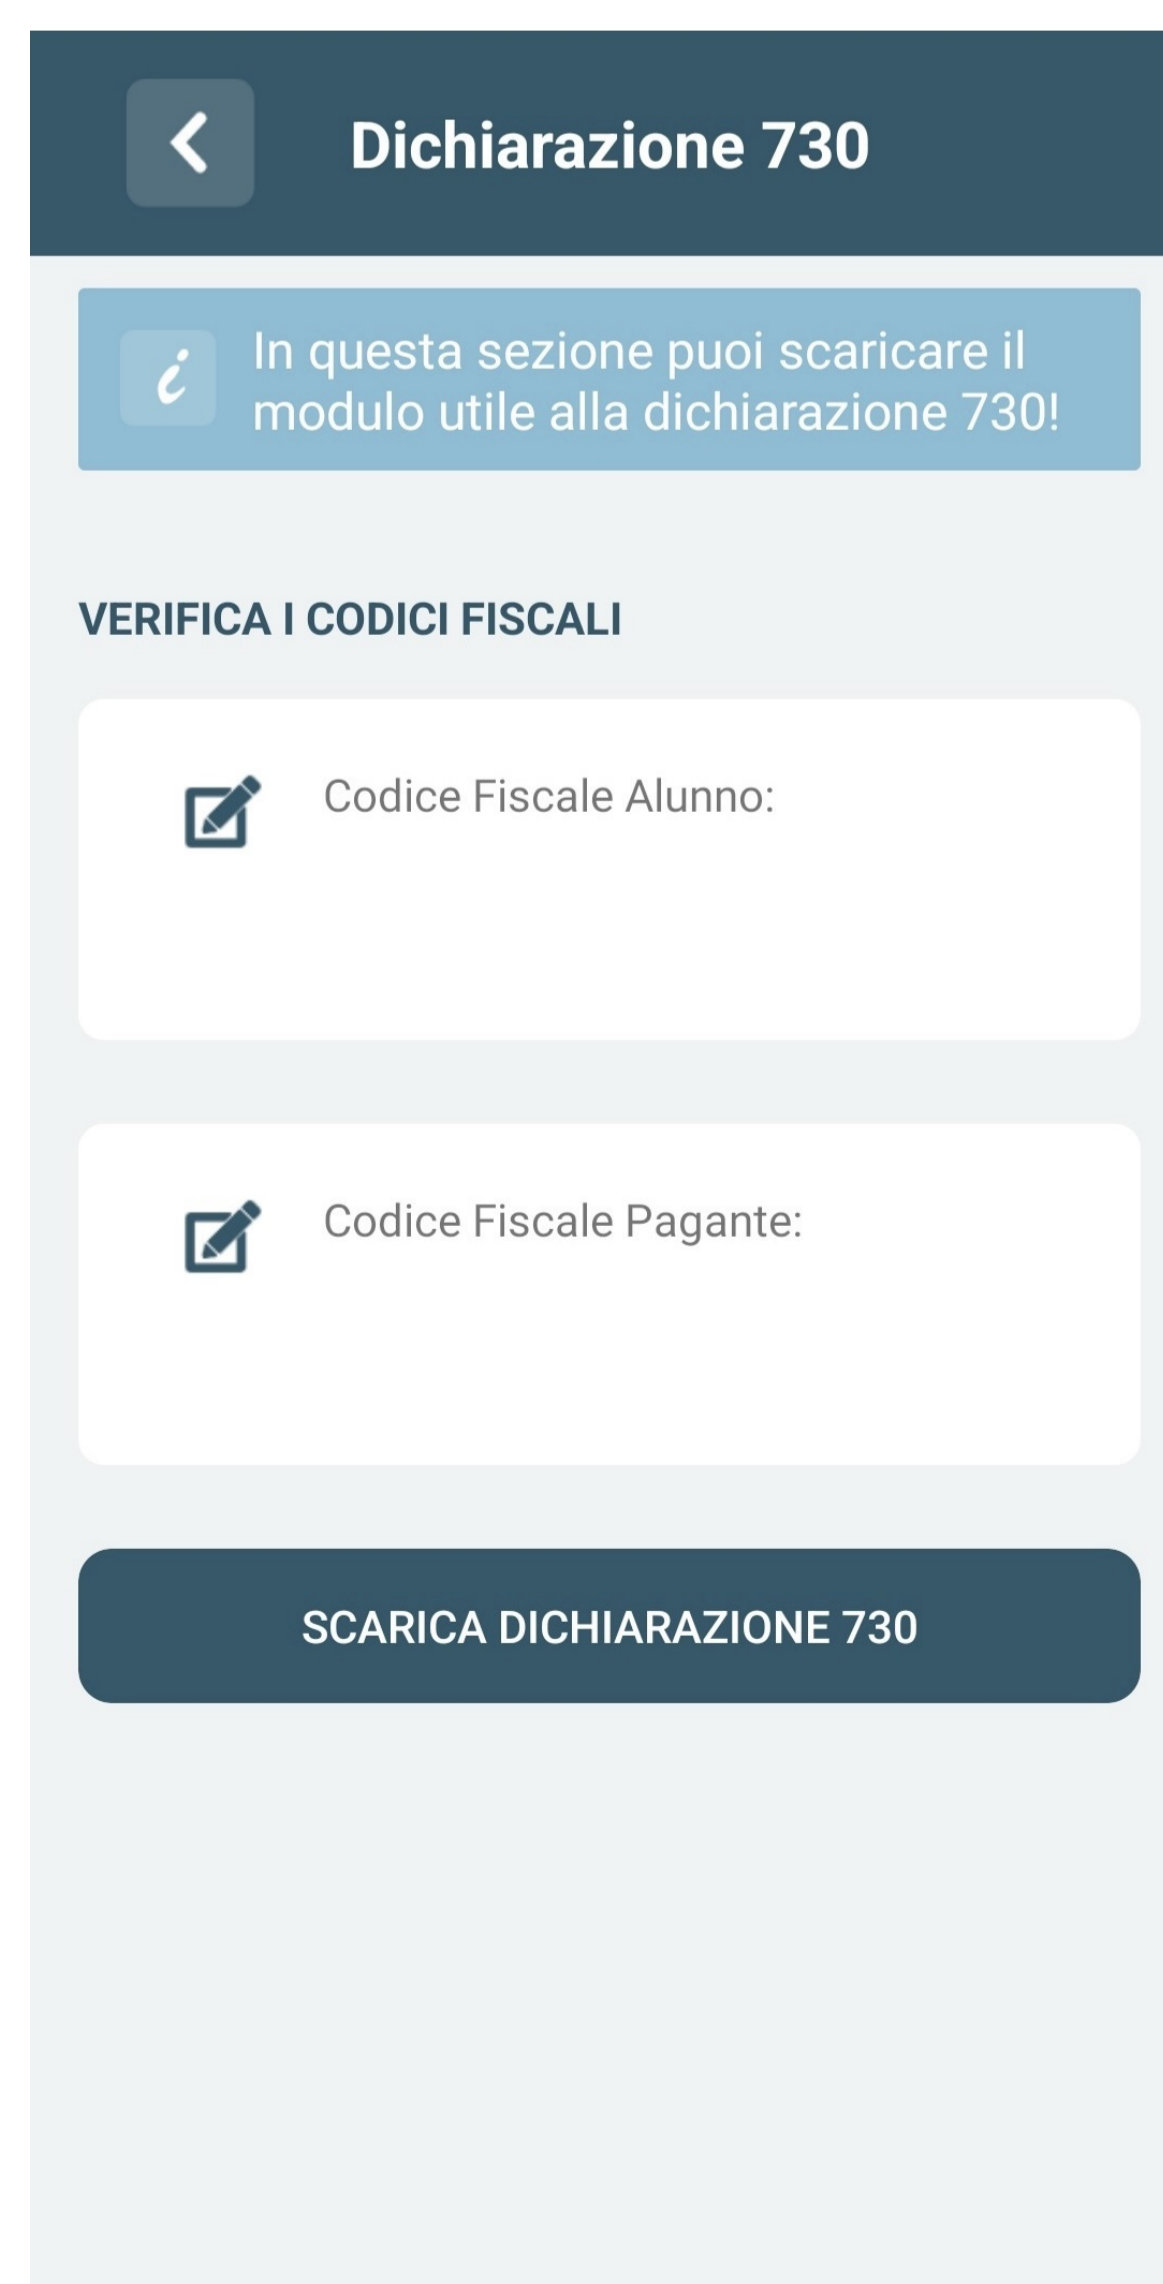 Dichiarazione 730
i
In questa sezione puoi scaricare il
modulo utile alla dichiarazione 730!
VERIFICA I CODICI FISCALI
Codice Fiscale Alunno:
Codice Fiscale Pagante:
SCARICA DICHIARAZIONE 730